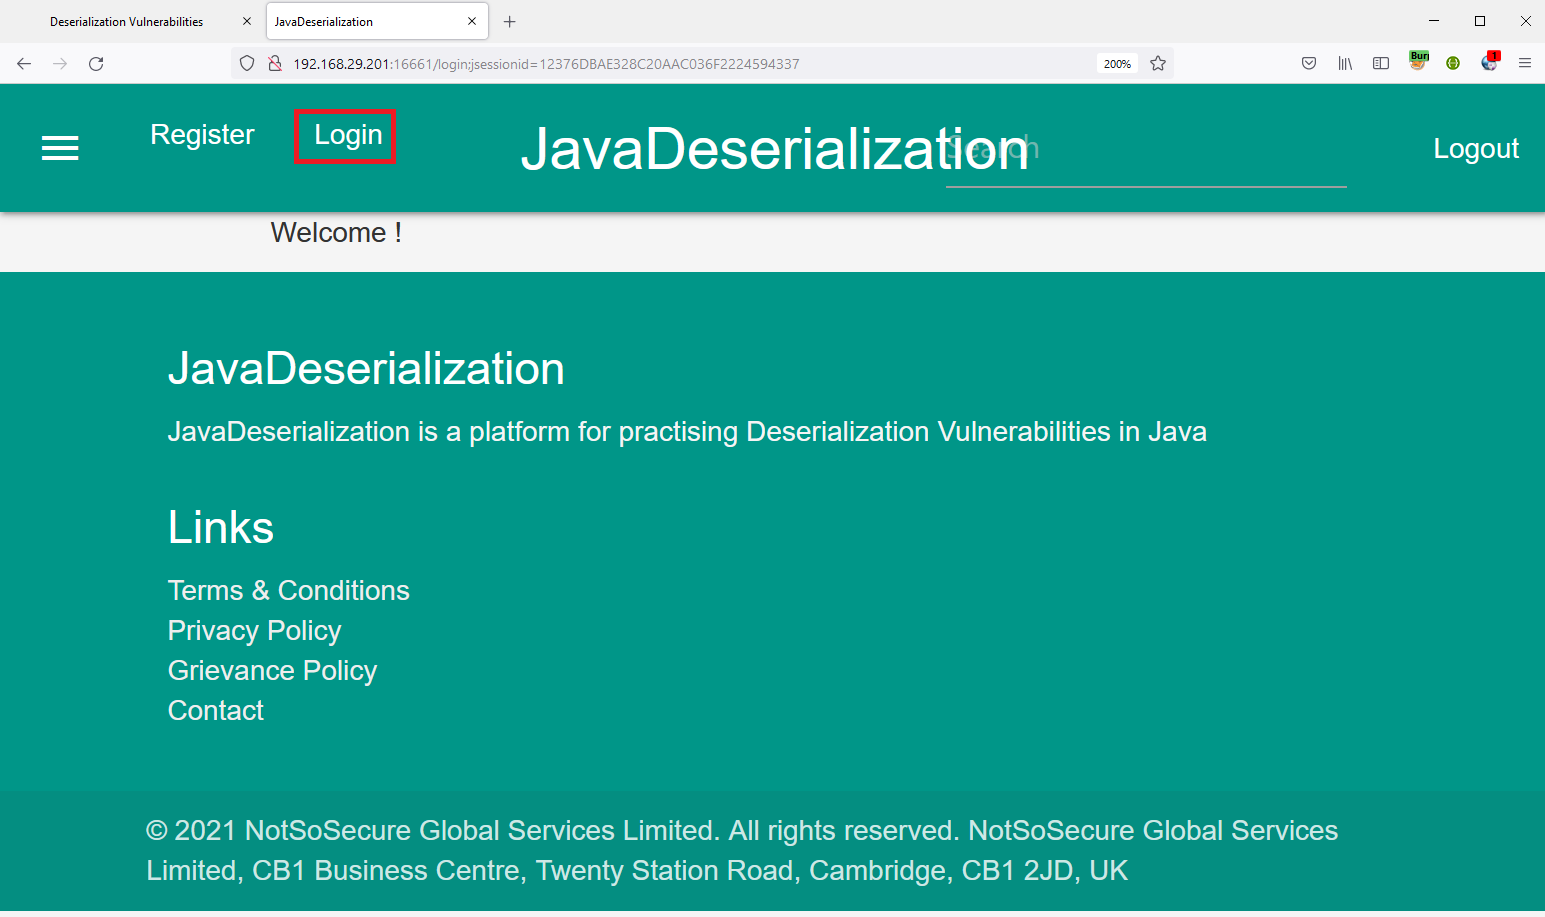 Deserialization Vulnerabilities
JavaDeserialization
192.168.29.201:16661/login;jsessionid=12376DBAE328C20AAC036F2224594337
200%
Bur
1
Register
Login
JavaDeserialization
Search
Logout
Welcome !
JavaDeserialization
JavaDeserialization is a platform for practising Deserialization Vulnerabilities in Java
Links
Terms & Conditions
Privacy Policy
Grievance Policy
Contact
© 2021 NotSoSecure Global Services Limited. All rights reserved. NotSoSecure Global Services
Limited, CB1 Business Centre, Twenty Station Road, Cambridge, CB1 2JD, UK